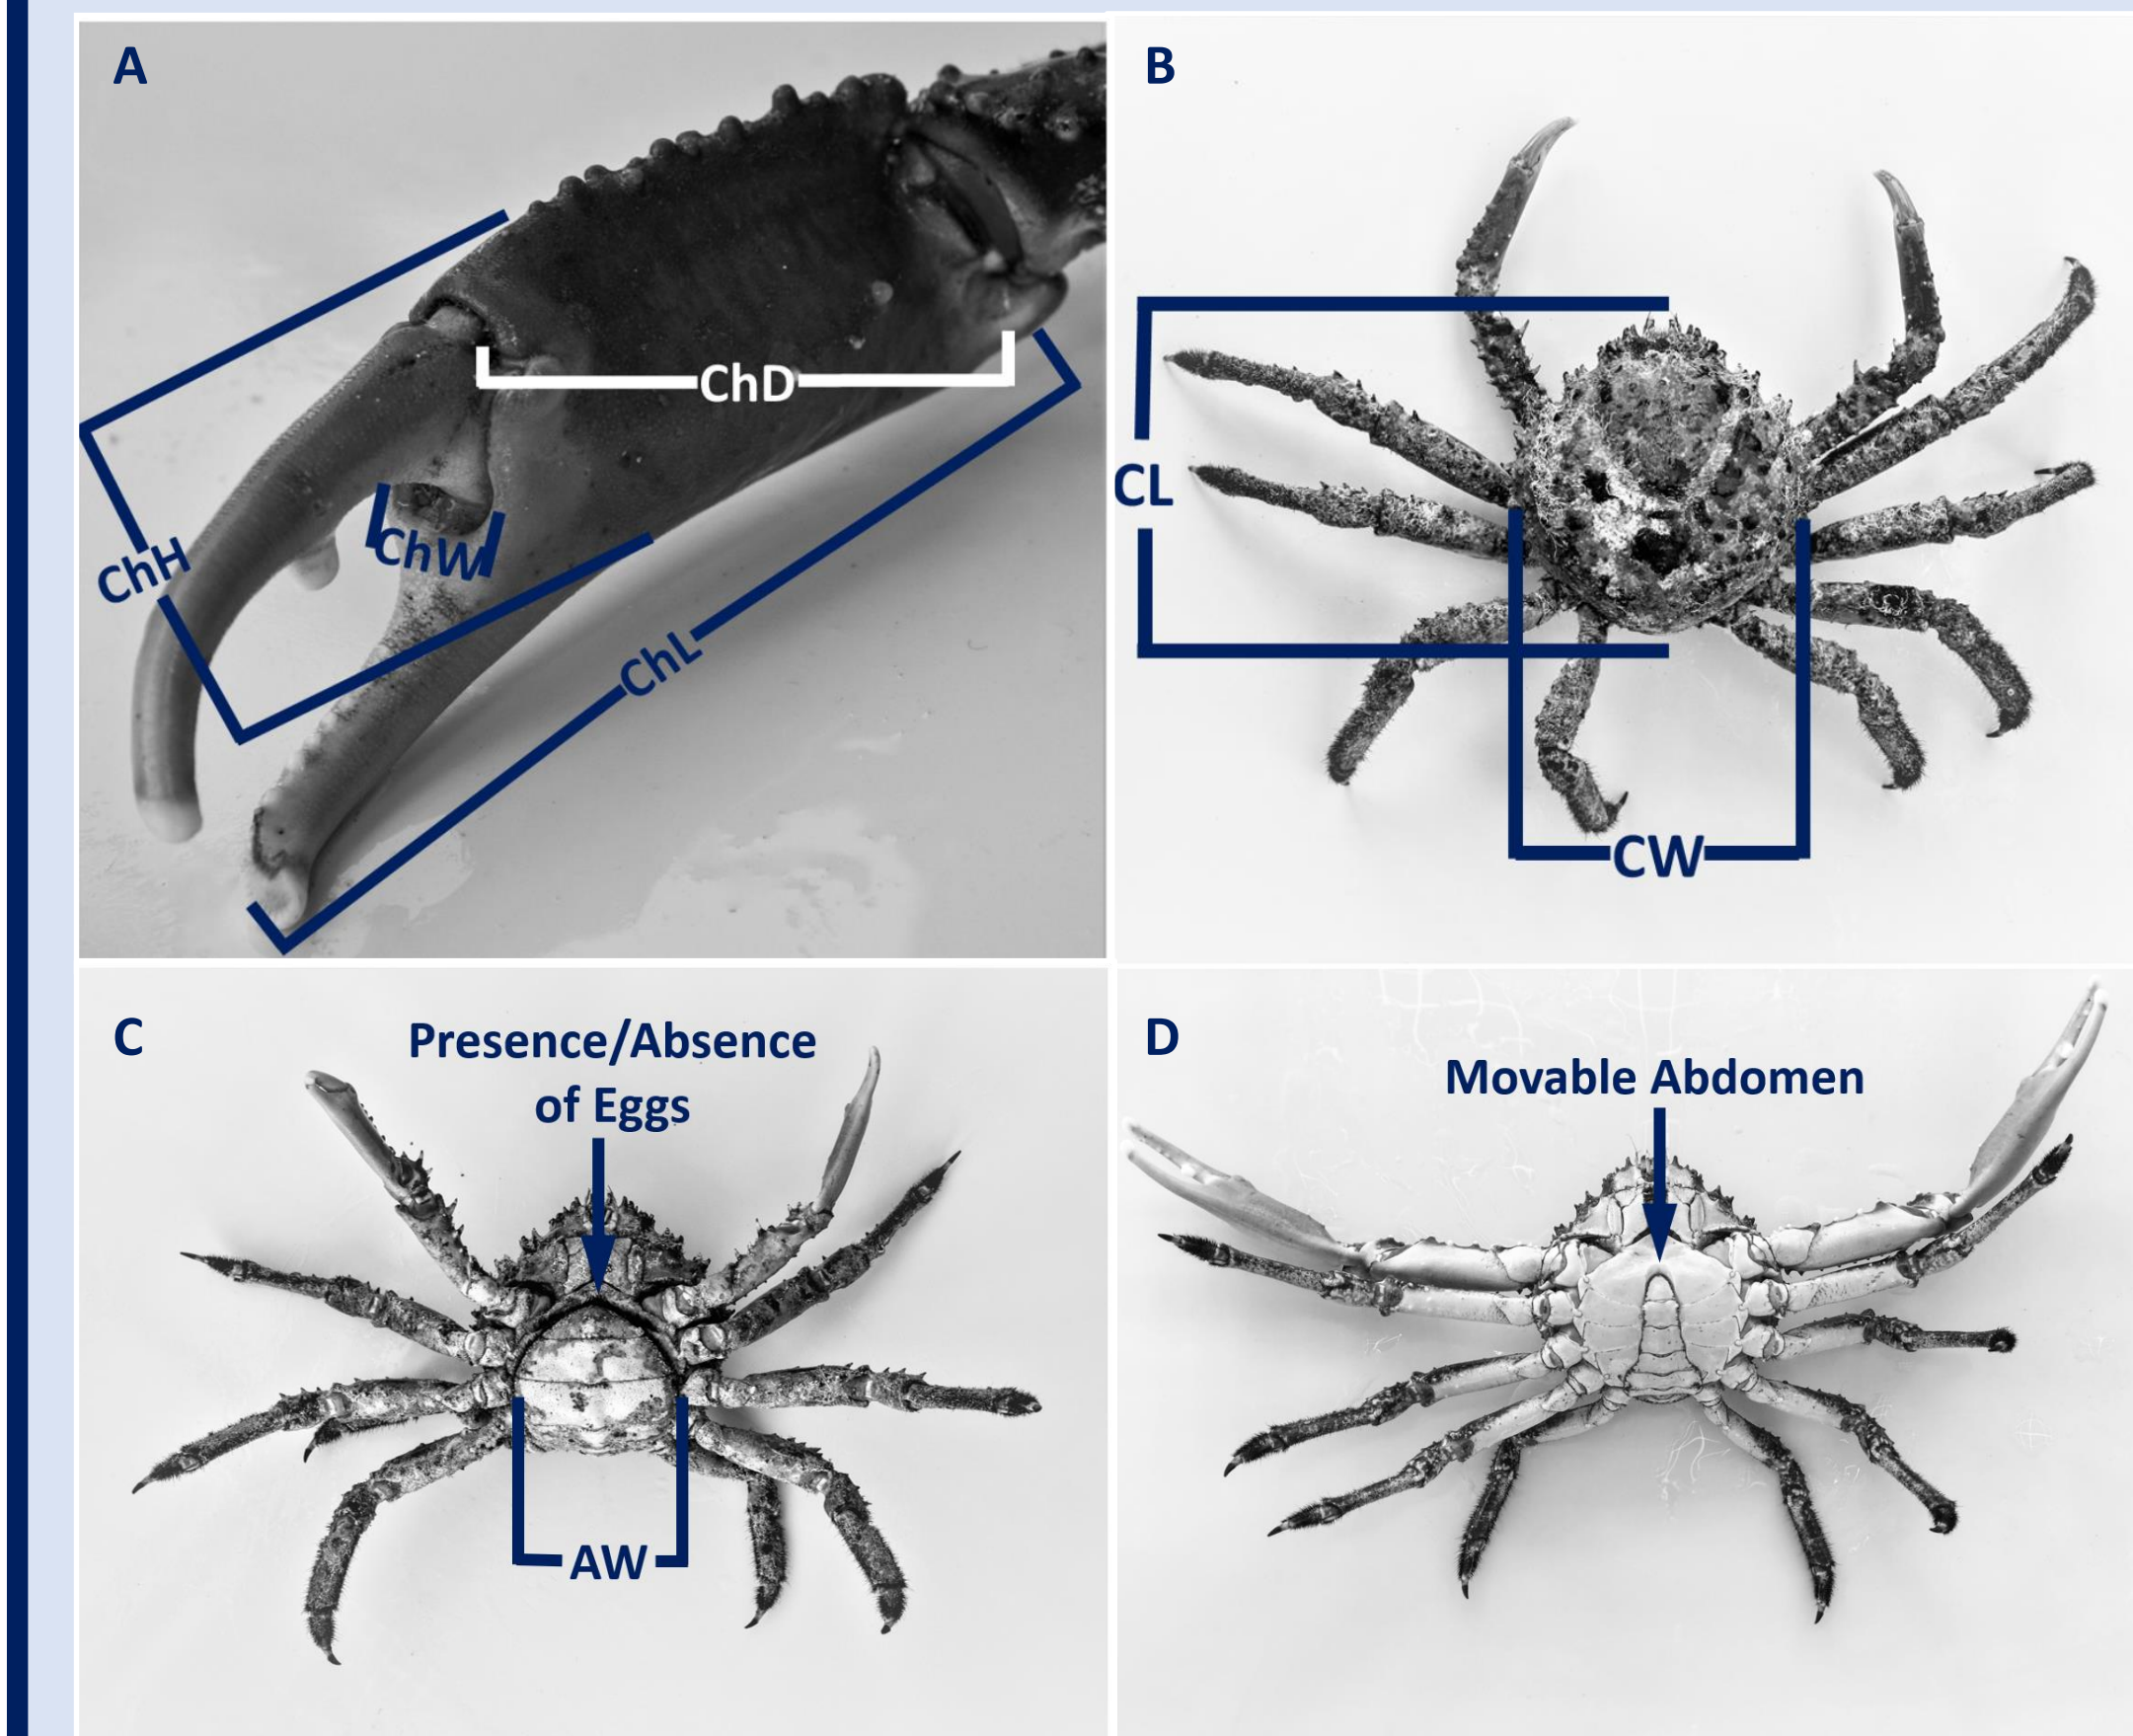 A
ChD
ChH
ChW
ChL
B
CL
CW
C
Presence/Absence
of Eggs
AW
D
Movable Abdomen